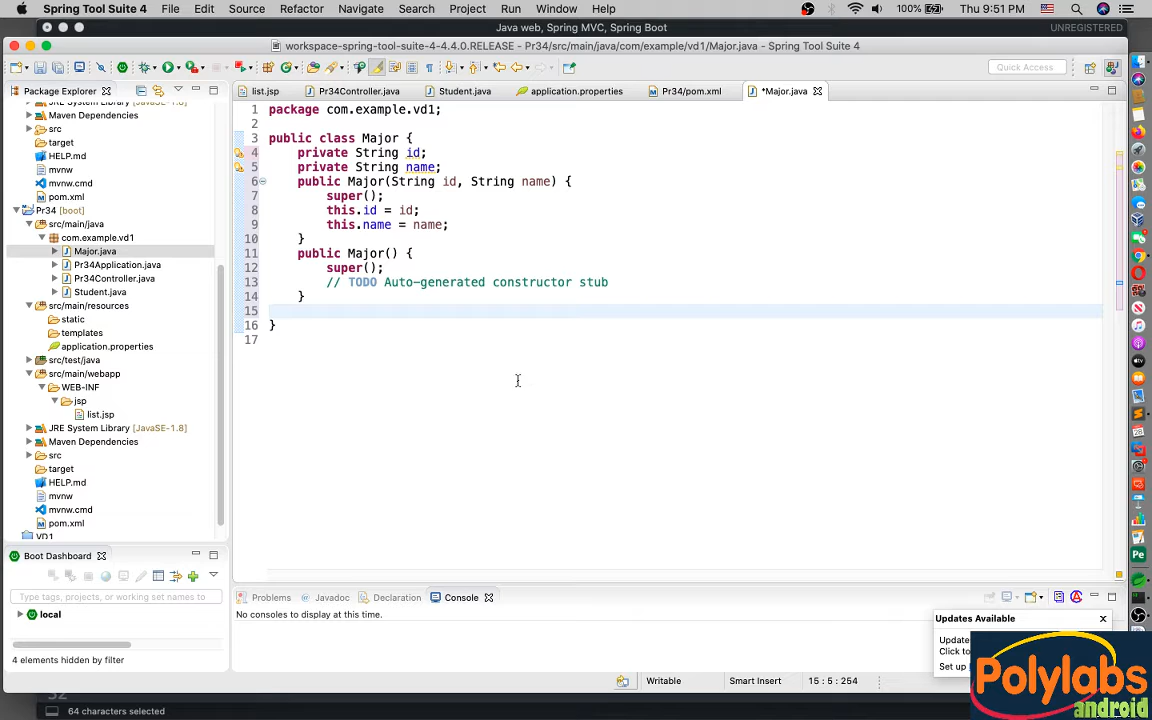 Spring Tool Suite 4 File Edit Source Refactor Navigate Search Project Run Window Help 100% Thu 9:51 PM
Java web, Spring MVC, Spring Boot UNREGISTERED
workspace-spring-tool-suite-4-4.4.0.RELEASE - Pr34/src/main/java/com/example/vd1/Major.java - Spring Tool Suite 4
Quick Access
Package Explorer
JRE System Library [JavaSE-1.8]
Maven Dependencies
src
target
HELP.md
mvnw
mvnw.cmd
pom.xml
Pr34 [boot]
src/main/java
com.example.vd1
Major.java
Pr34Application.java
Pr34Controller.java
Student.java
src/main/resources
static
templates
application.properties
src/test/java
src/main/webapp
WEB-INF
jsp
list.jsp
JRE System Library [JavaSE-1.8]
Maven Dependencies
src
target
HELP.md
mvnw
mvnw.cmd
pom.xml
VD1
list.jsp Pr34Controller.java Student.java application.properties Pr34/pom.xml *Major.java
1 package com.example.vd1;
2
3 public class Major {
4 private String id;
5 private String name;
6 public Major(String id, String name) {
7 super();
8 this.id = id;
9 this.name = name;
10 }
11 public Major() {
12 super();
13 // TODO Auto-generated constructor stub
14 }
15
16 }
17
Boot Dashboard
Type tags, projects, or working set names to
local
4 elements hidden by filter
Problems Javadoc Declaration Console
No consoles to display at this time.
Updates Available
Update
Click to
Set up
Writable Smart Insert 15 : 5 : 254
64 characters selected
Pe
Polylabs
android